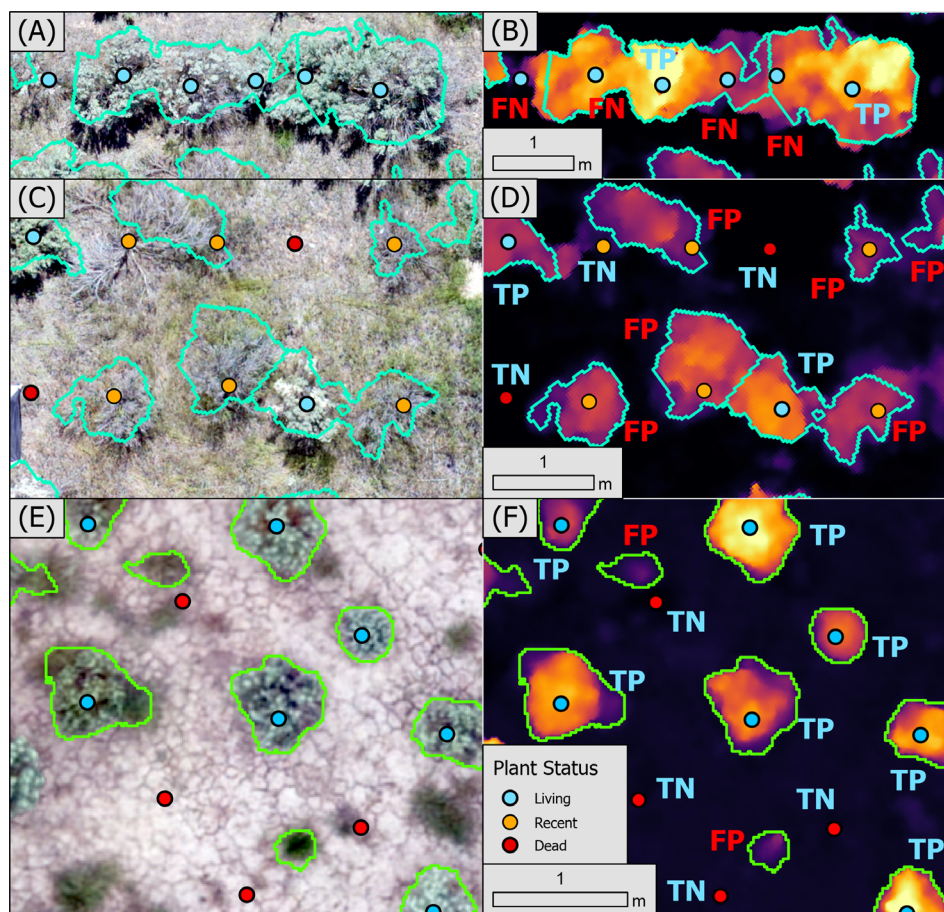 (A)
(B)
TP
FN
FN
TP
FN
FN
1
m
(C)
(D)
FP
TN
TN
TP
FP
FP
FP
TP
TN
FP
FP
1
m
(E)
(F)
FP
TP
TP
TN
TP
TP
TP
Plant Status
Living
Recent
Dead
TP
TN
TN
FP
TP
1
m
TN